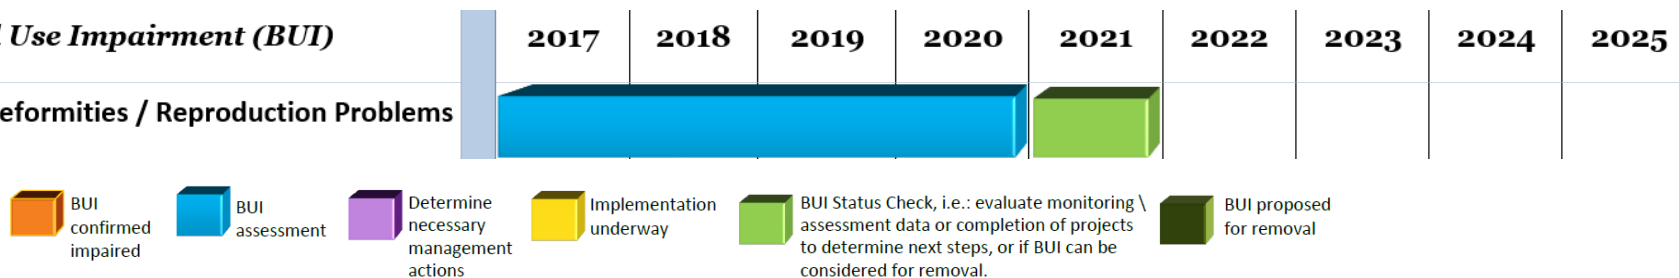 Use Impairment (BUI) 2017 2018 2019 2020 2021 2022 2023 2024 2025
eformities / Reproduction Problems
BUI
confirmed
impaired
BUI
assessment
Determine
necessary
management
actions
Implementation
underway
BUI Status Check, i.e.: evaluate monitoring \
assessment data or completion of projects
to determine next steps, or if BUI can be
considered for removal.
BUI proposed
for removal